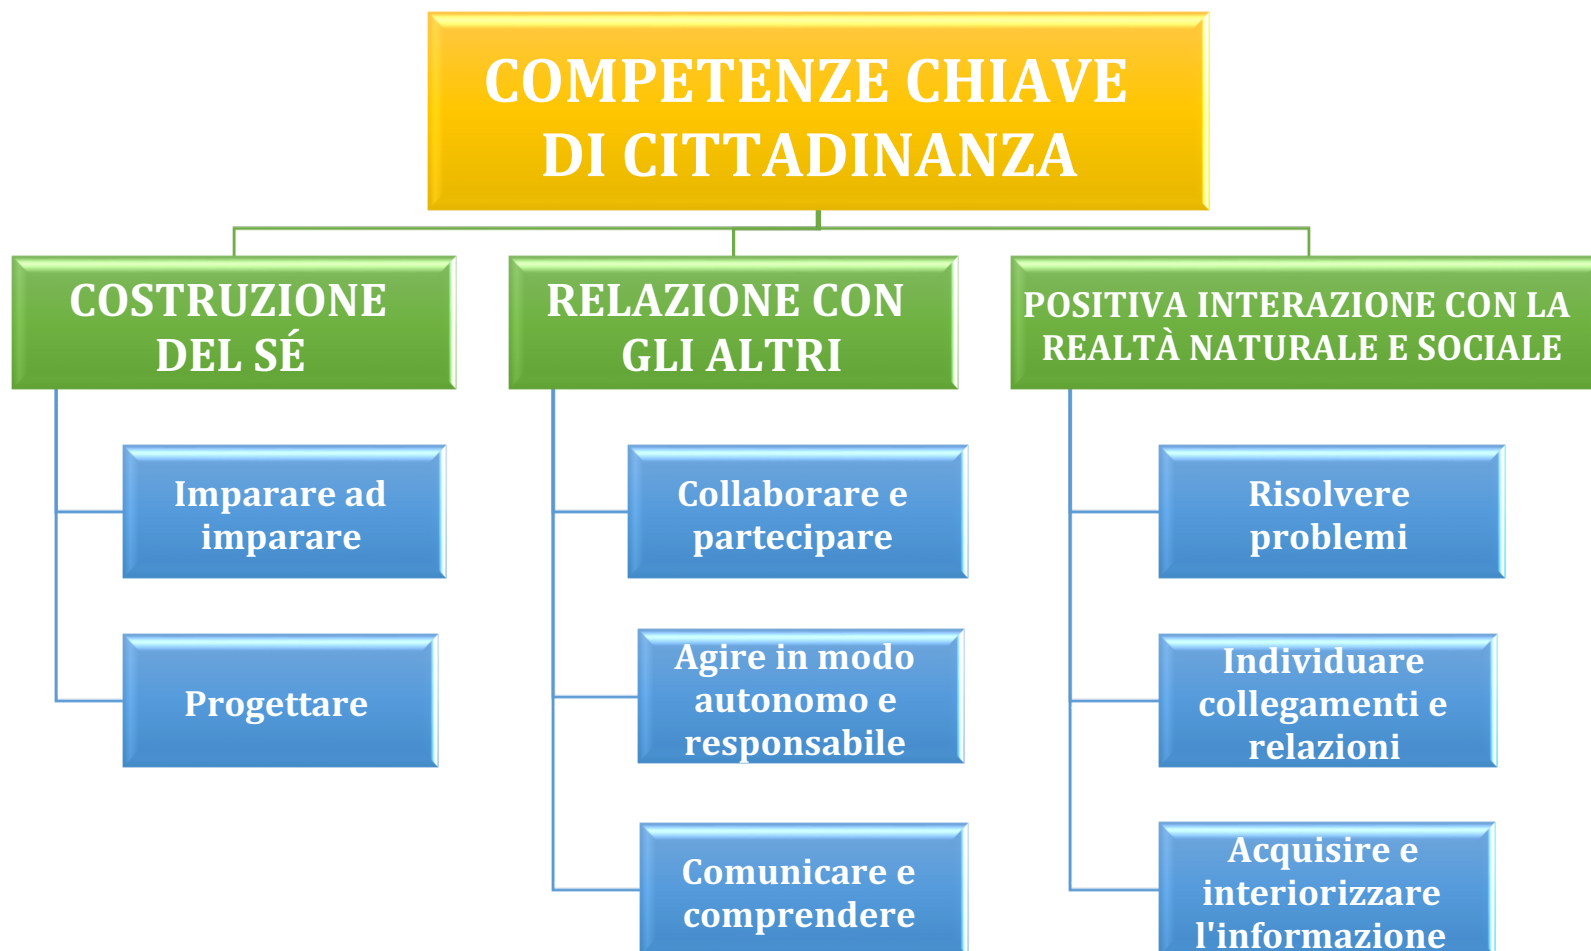 COMPETENZE CHIAVE
DI CITTADINANZA
COSTRUZIONE
DEL SÉ
RELAZIONE CON
GLI ALTRI
POSITIVA INTERAZIONE CON LA
REALTÀ NATURALE E SOCIALE
Imparare ad
imparare
Progettare
Collaborare e
partecipare
Agire in modo
autonomo e
responsabile
Comunicare e
comprendere
Risolvere
problemi
Individuare
collegamenti e
relazioni
Acquisire e
interiorizzare
l'informazione